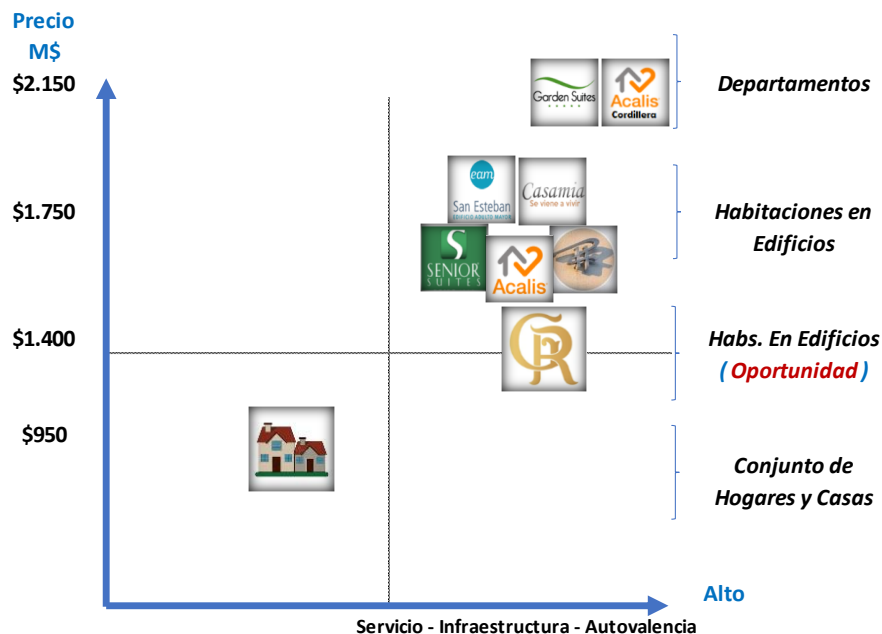 Precio
M$
$2.150
Garden Suites
Acalis
Cordillera
Departamentos
$1.750
eam
San Esteban
EDIFICIO ADULTO MAYOR
Casamia
Se viene a vivir
S
SENIOR
SUITES
Acalis
Habitaciones en
Edificios
$1.400
CR
Habs. En Edificios
( Oportunidad )
$950
Conjunto de
Hogares y Casas
Alto
Servicio - Infraestructura - Autovalencia